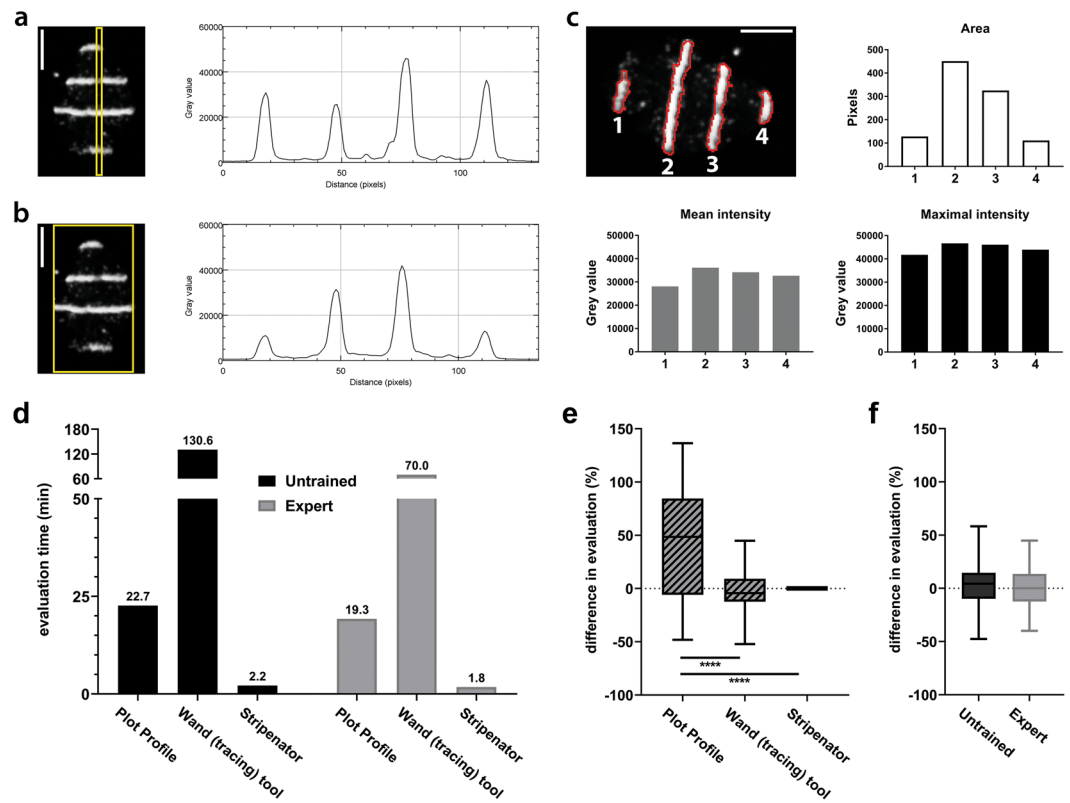 a
60000
40000
20000
0
Gray value
0
50
100
Distance (pixels)
b
60000
40000
20000
0
Gray value
0
50
100
Distance (pixels)
c
1
2
3
4
Area
Pixels
500
400
300
200
100
0
1 2 3 4
Mean intensity
Grey value
50000
40000
30000
20000
10000
0
1 2 3 4
Maximal intensity
Grey value
50000
40000
30000
20000
10000
0
1 2 3 4
d
evaluation time (min)
180
120
60
50
25
0
22.7
130.6
2.2
19.3
70.0
1.8
Untrained
Expert
Plot Profile
Wand (tracing) tool
Stripenator
Plot Profile
Wand (tracing) tool
Stripenator
e
difference in evaluation (%)
150
100
50
0
-50
-100
****
****
Plot Profile
Wand (tracing) tool
Stripenator
f
difference in evaluation (%)
150
100
50
0
-50
-100
Untrained
Expert